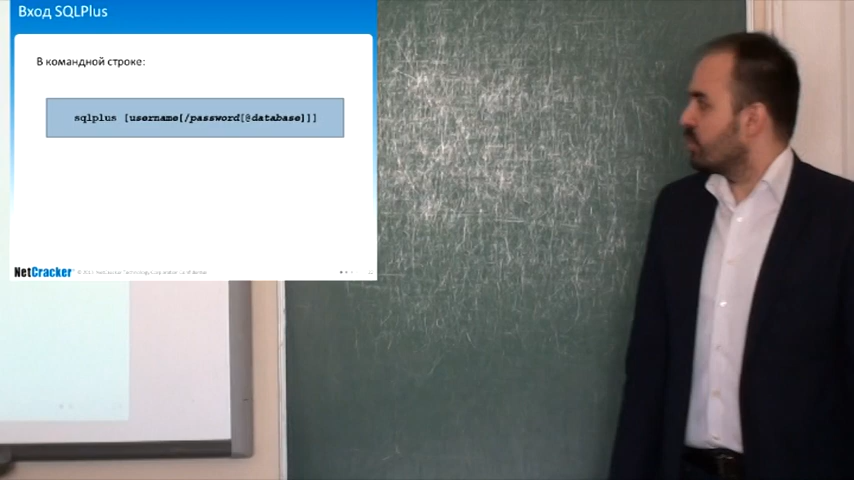 Вход SQLPlus
В командной строке:
sqlplus [username[/password[@database]]]
NetCracker